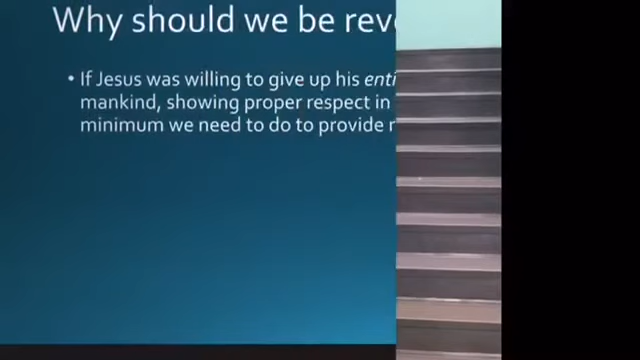 Why should we be
• If Jesus was willing to give up his
mankind, showing proper respect in
minimum we need to do to provide